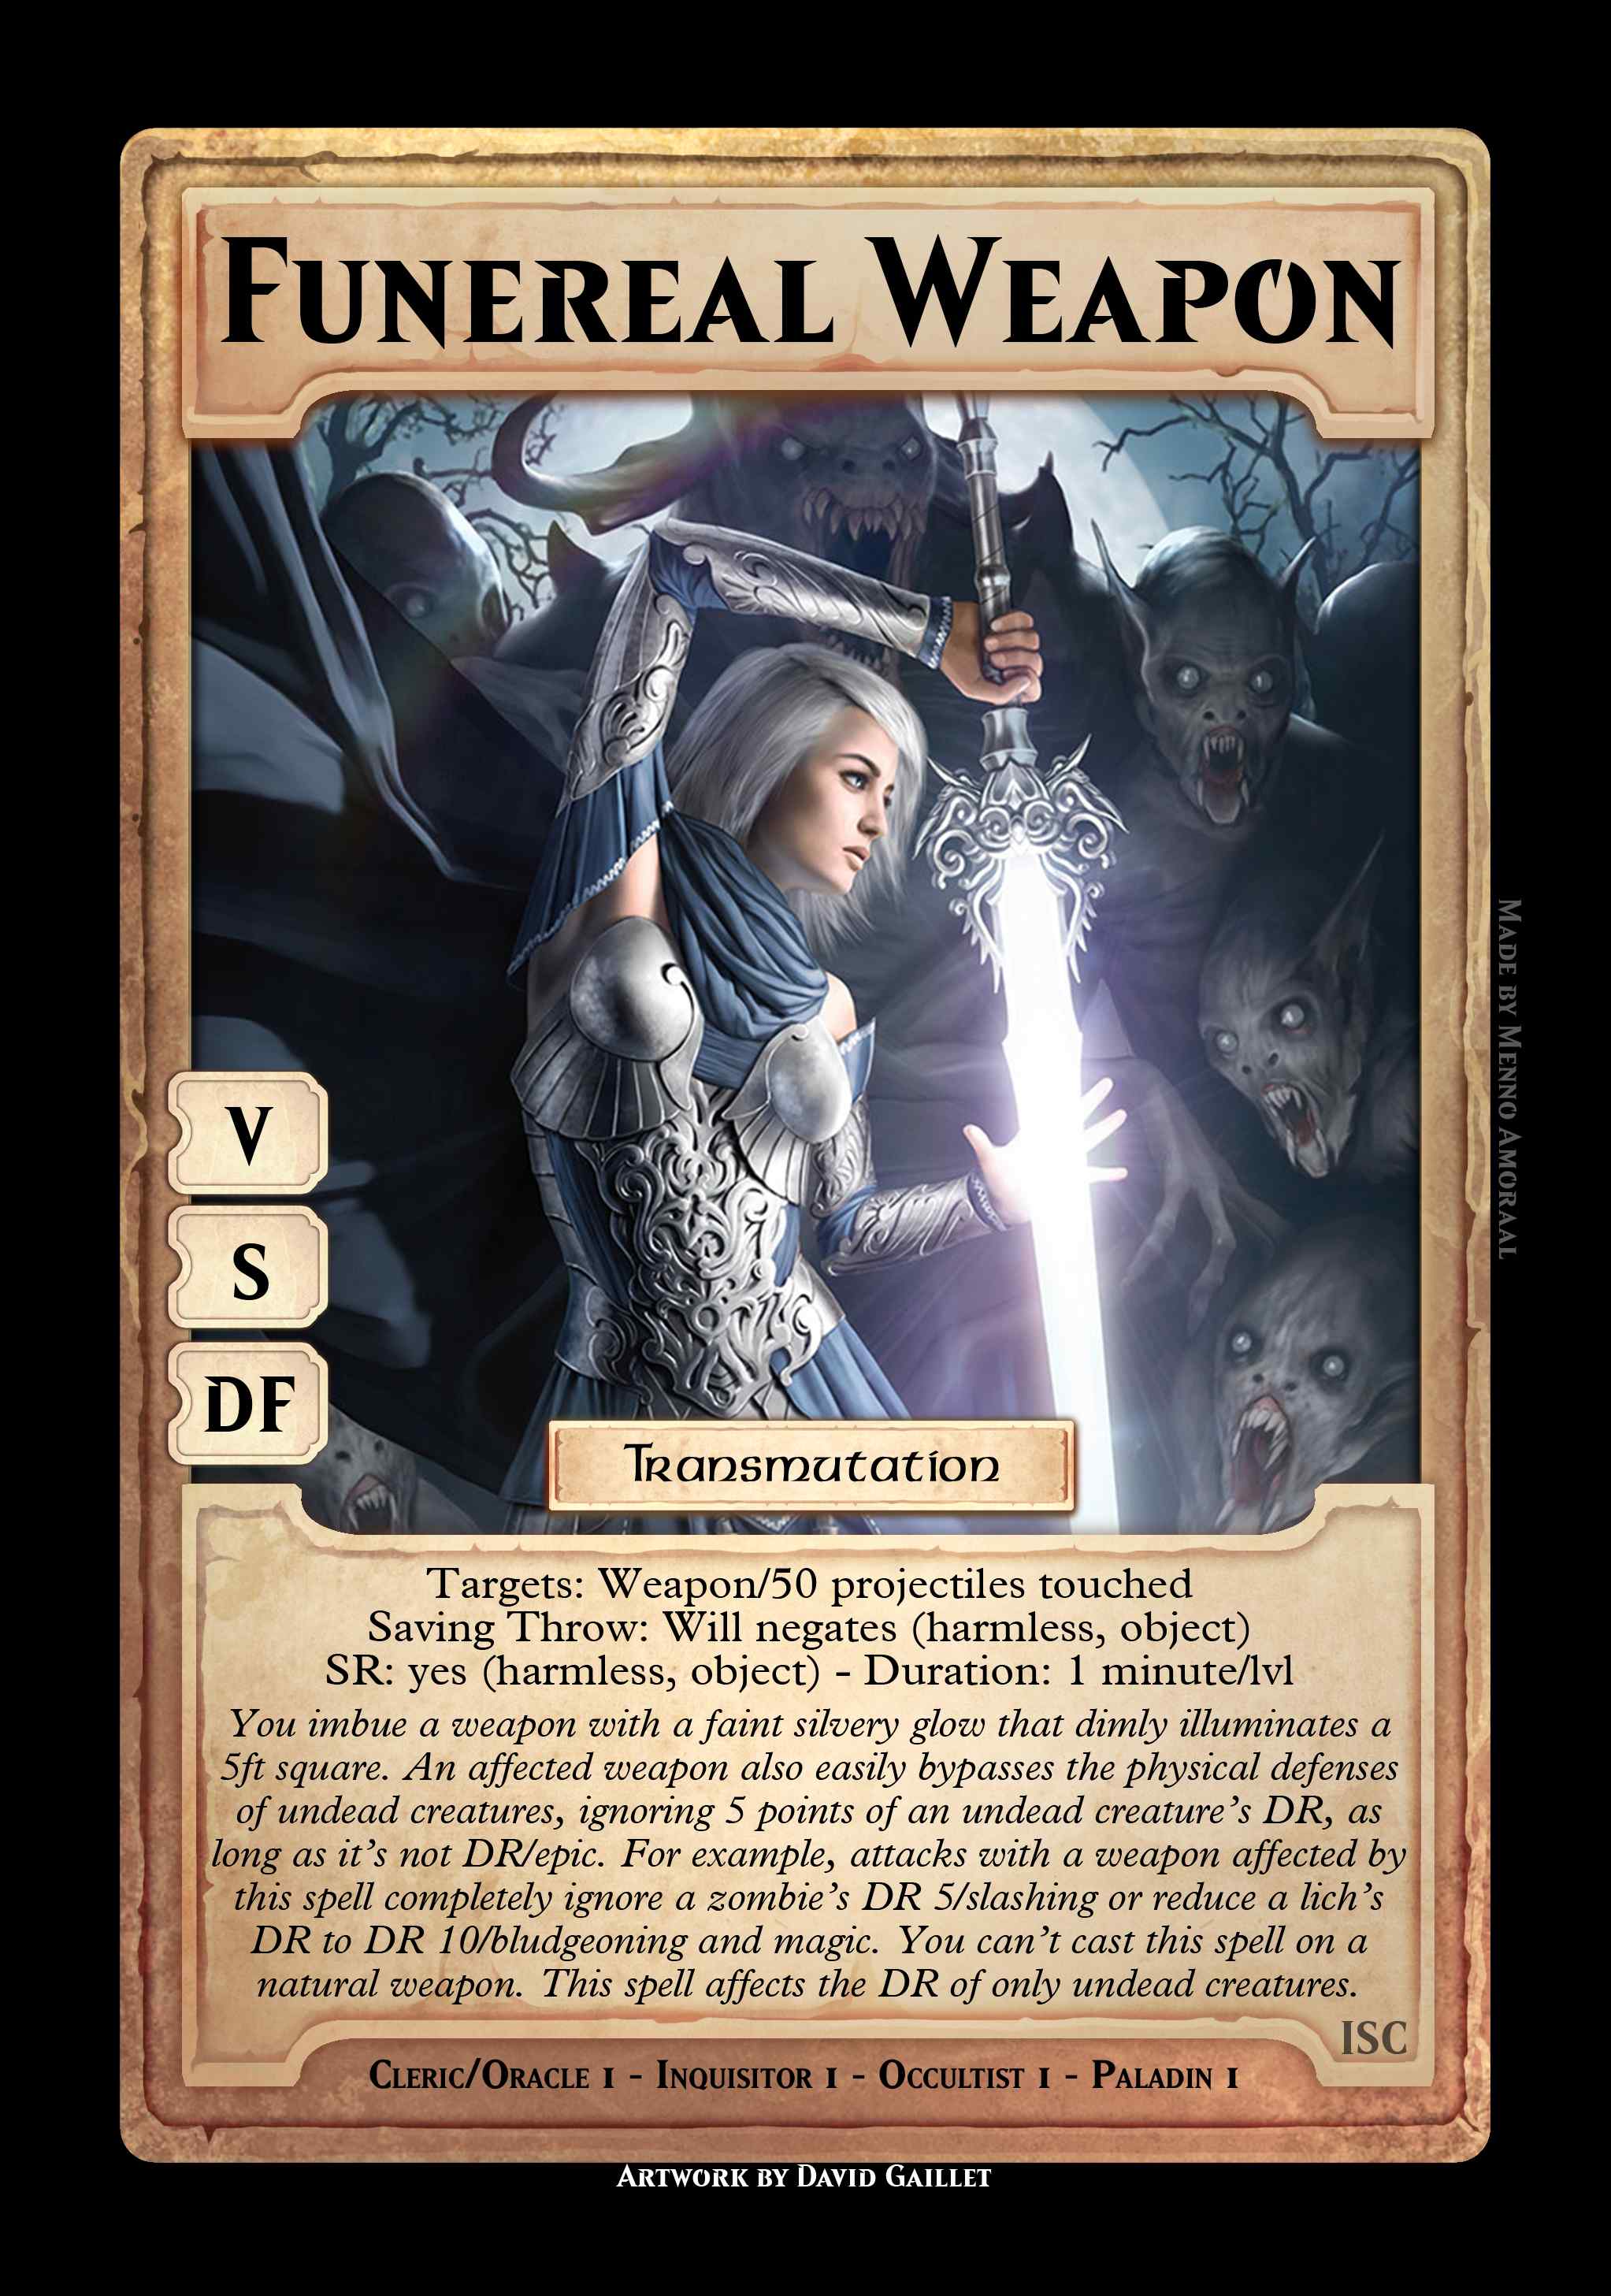 Funereal Weapon
V
S
DF
Transmutation
Targets: Weapon/50 projectiles touched
Saving Throw: Will negates (harmless, object)
SR: yes (harmless, object) - Duration: 1 minute/lvl
You imbue a weapon with a faint silvery glow that dimly illuminates a
5ft square. An affected weapon also easily bypasses the physical defenses
of undead creatures, ignoring 5 points of an undead creature's DR, as
long as it's not DR/epic. For example, attacks with a weapon affected by
this spell completely ignore a zombie's DR 5/slashing or reduce a lich's
DR to DR 10/bludgeoning and magic. You can't cast this spell on a
natural weapon. This spell affects the DR of only undead creatures.
ISC
Cleric/Oracle 1 - Inquisitor 1 - Occultist 1 - Paladin 1
Artwork by David Gaillet
Made by Menno Amoraal